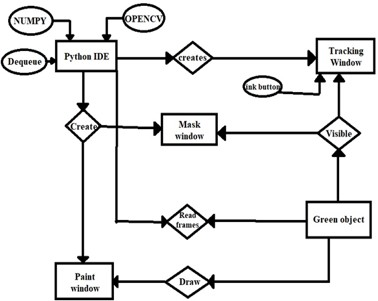 NUMPY
OPENCV
Dequeue
Python IDE
creates
Tracking
Window
ink button
Create
Mask
window
Visible
Read
frames
Green object
Paint
window
Draw